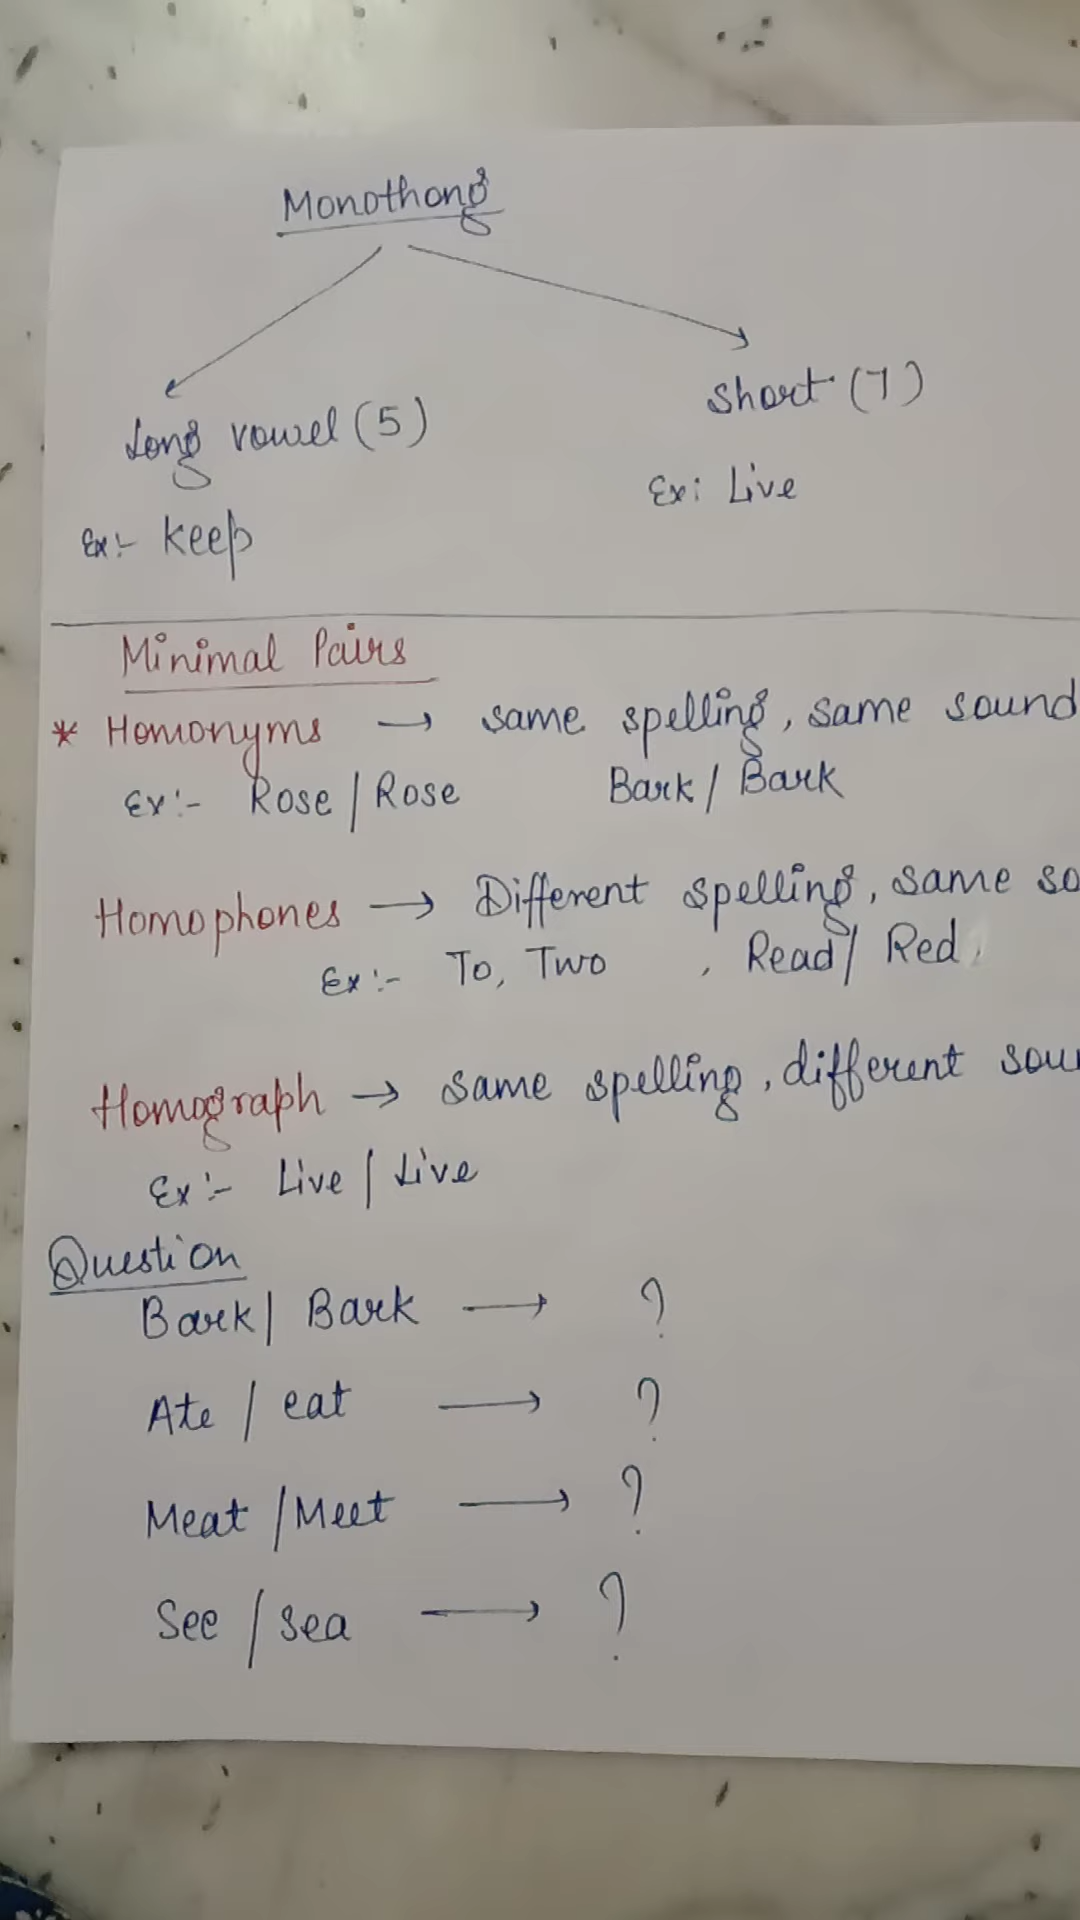 Monothong
Long vowel (5)
Short (7)
Ex:- Keep
Ex: Live
Minimal Pairs
* Homonyms → same spelling, same sound
Ex:- Rose / Rose Bark / Bark
Homophones → Different spelling, same so
Ex:- To, Two , Read / Red
Homograph → same spelling, different sou
Ex:- Live / Live
Question
Bark / Bark → ?
Ate / eat → ?
Meat / Meet → ?
See / Sea → ?